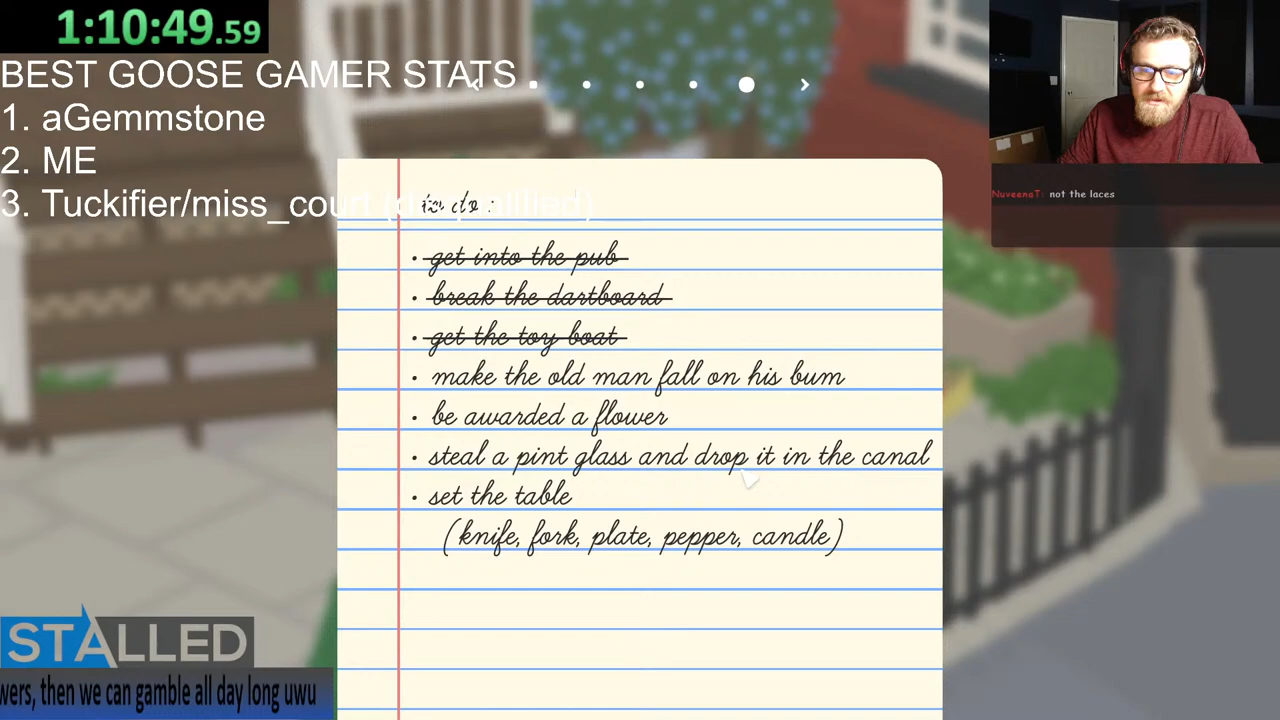 1:10:49.59
BEST GOOSE GAMER STATS
1. aGemmstone
2. ME
3. Tuckifier/miss_court
to do:
NuveenaT: not the laces
• get into the pub
• break the dartboard
• get the toy boat
• make the old man fall on his bum
• be awarded a flower
• steal a pint glass and drop it in the canal
• set the table
(knife, fork, plate, pepper, candle)
STALLED
wers, then we can gamble all day long uwu